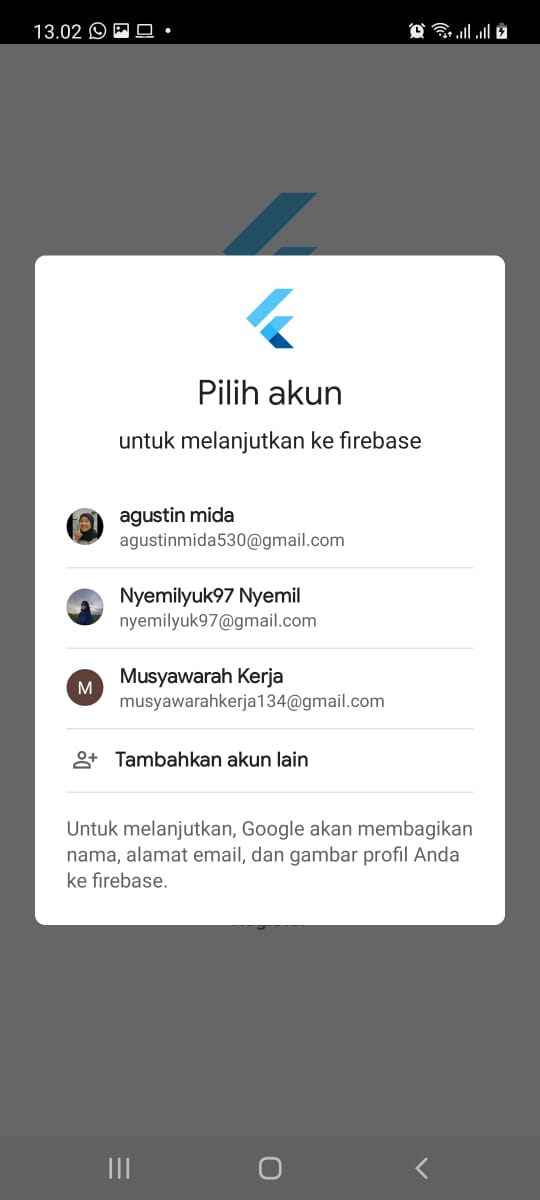 13.02
Pilih akun
untuk melanjutkan ke firebase
agustin mida
agustinmida530@gmail.com
Nyemilyuk97 Nyemil
nyemilyuk97@gmail.com
M
Musyawarah Kerja
musyawarahkerja134@gmail.com
Tambahkan akun lain
Untuk melanjutkan, Google akan membagikan
nama, alamat email, dan gambar profil Anda
ke firebase.